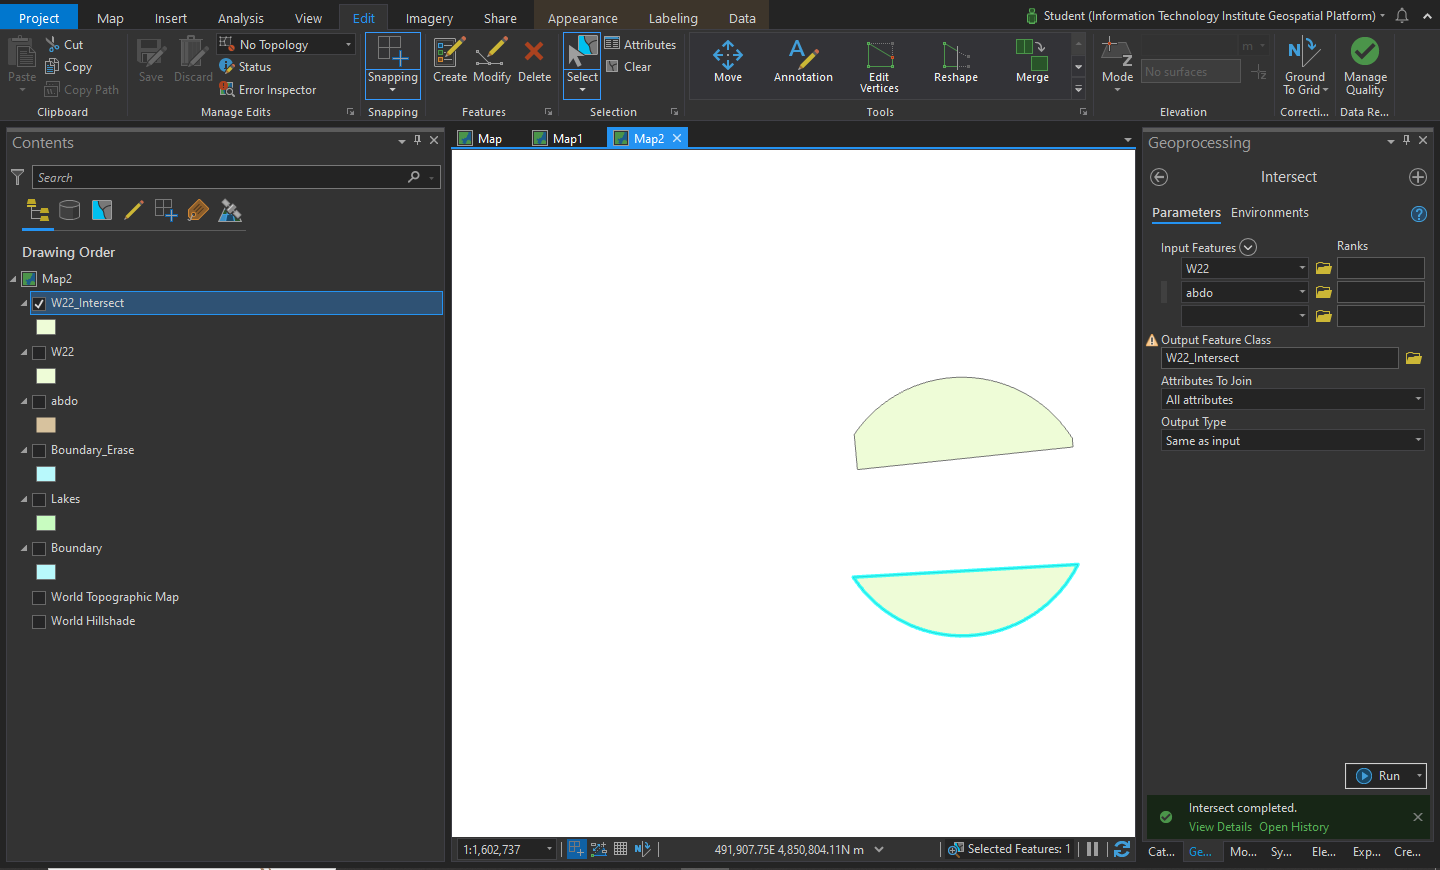 Project Map Insert Analysis View Edit Imagery Share Appearance Labeling Data Student (Information Technology Institute Geospatial Platform)
Paste Cut Copy Copy Path Clipboard
Save Discard No Topology Status Error Inspector Manage Edits
Snapping Snapping
Create Modify Delete Features
Select Attributes Clear Selection
Move Annotation Edit Vertices Reshape Merge Tools
Mode No surfaces m Elevation
Ground To Grid Correcti...
Manage Quality Data Re...
Contents
Search
Drawing Order
Map2
W22_Intersect
W22
abdo
Boundary_Erase
Lakes
Boundary
World Topographic Map
World Hillshade
Map Map1 Map2
1:1,602,737 491,907.75E 4,850,804.11N m Selected Features: 1
Geoprocessing
Intersect
Parameters Environments
Input Features Ranks
W22
abdo
Output Feature Class
W22_Intersect
Attributes To Join
All attributes
Output Type
Same as input
Run
Intersect completed.
View Details Open History
Cat... Ge... Mo... Sy... Ele... Exp... Cre...